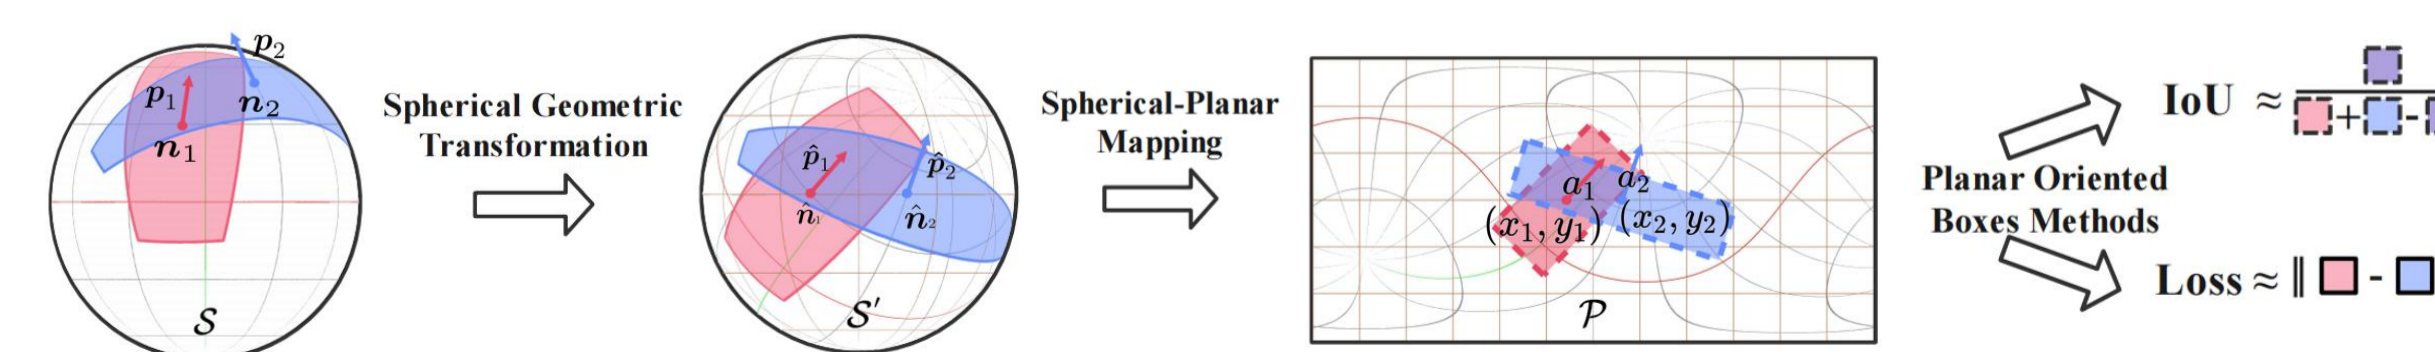 p₁
n₁
p₂
n₂
S
Spherical Geometric
Transformation
p̂₁
n̂₁
p̂₂
n̂₂
S′
Spherical-Planar
Mapping
a₁
(x₁, y₁)
a₂
(x₂, y₂)
P
Planar Oriented
Boxes Methods
IoU ≈
+ -
Loss ≈ || -